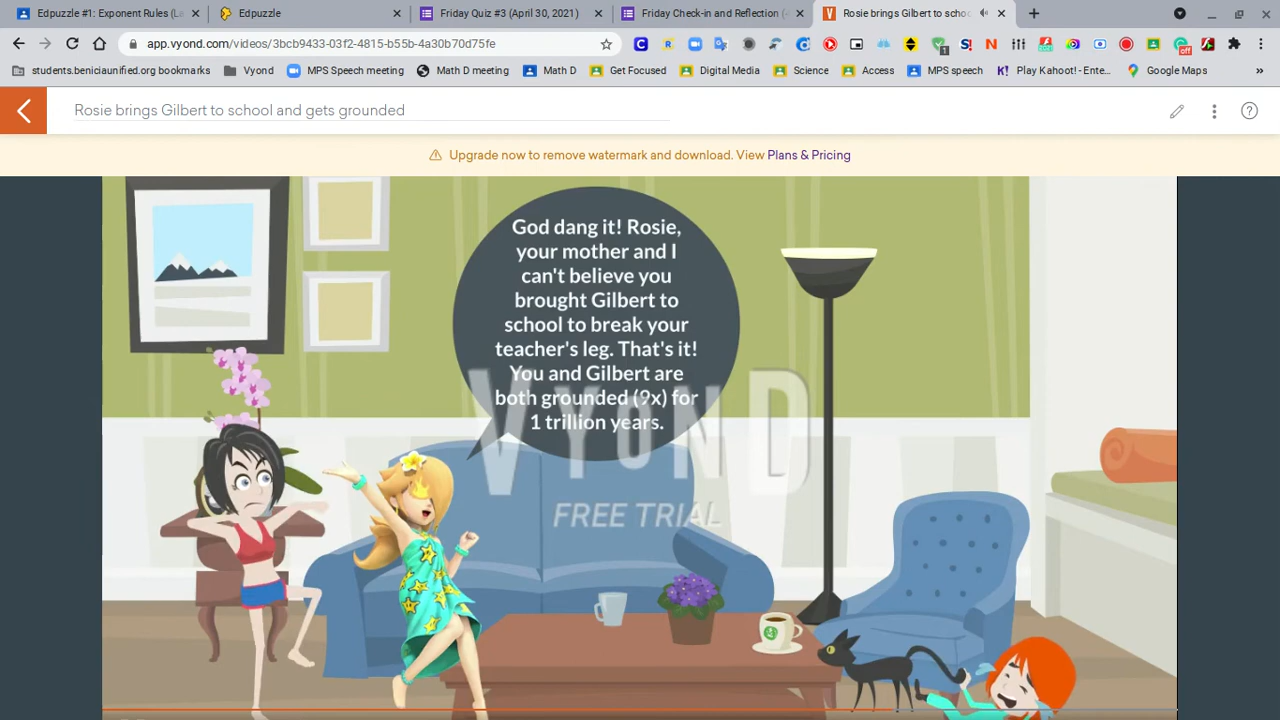 Edpuzzle #1: Exponent Rules (La
Edpuzzle
Friday Quiz #3 (April 30, 2021)
Friday Check-in and Reflection (
Rosie brings Gilbert to schoo
app.vyond.com/videos/3bcb9433-03f2-4815-b55b-4a30b70d75fe
students.beniciaunified.org bookmarks
Vyond
MPS Speech meeting
Math D meeting
Math D
Get Focused
Digital Media
Science
Access
MPS speech
K! Play Kahoot! - Ente...
Google Maps
»
Rosie brings Gilbert to school and gets grounded
Upgrade now to remove watermark and download. View Plans & Pricing
God dang it! Rosie,
your mother and I
can't believe you
brought Gilbert to
school to break your
teacher's leg. That's it!
You and Gilbert are
both grounded (9x) for
1 trillion years.
VYOND
FREE TRIAL